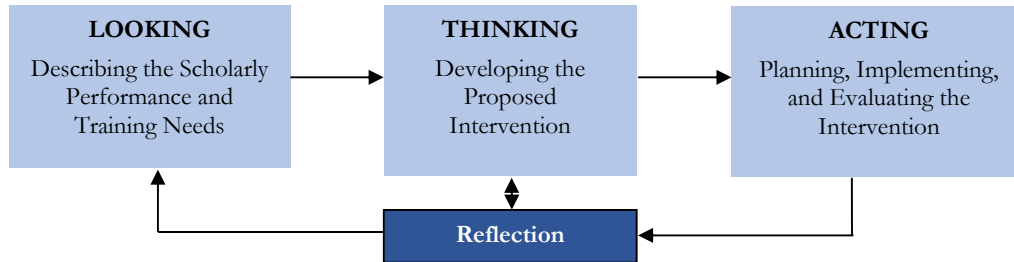 LOOKING
Describing the Scholarly
Performance and
Training Needs
THINKING
Developing the
Proposed
Intervention
ACTING
Planning, Implementing,
and Evaluating the
Intervention
Reflection